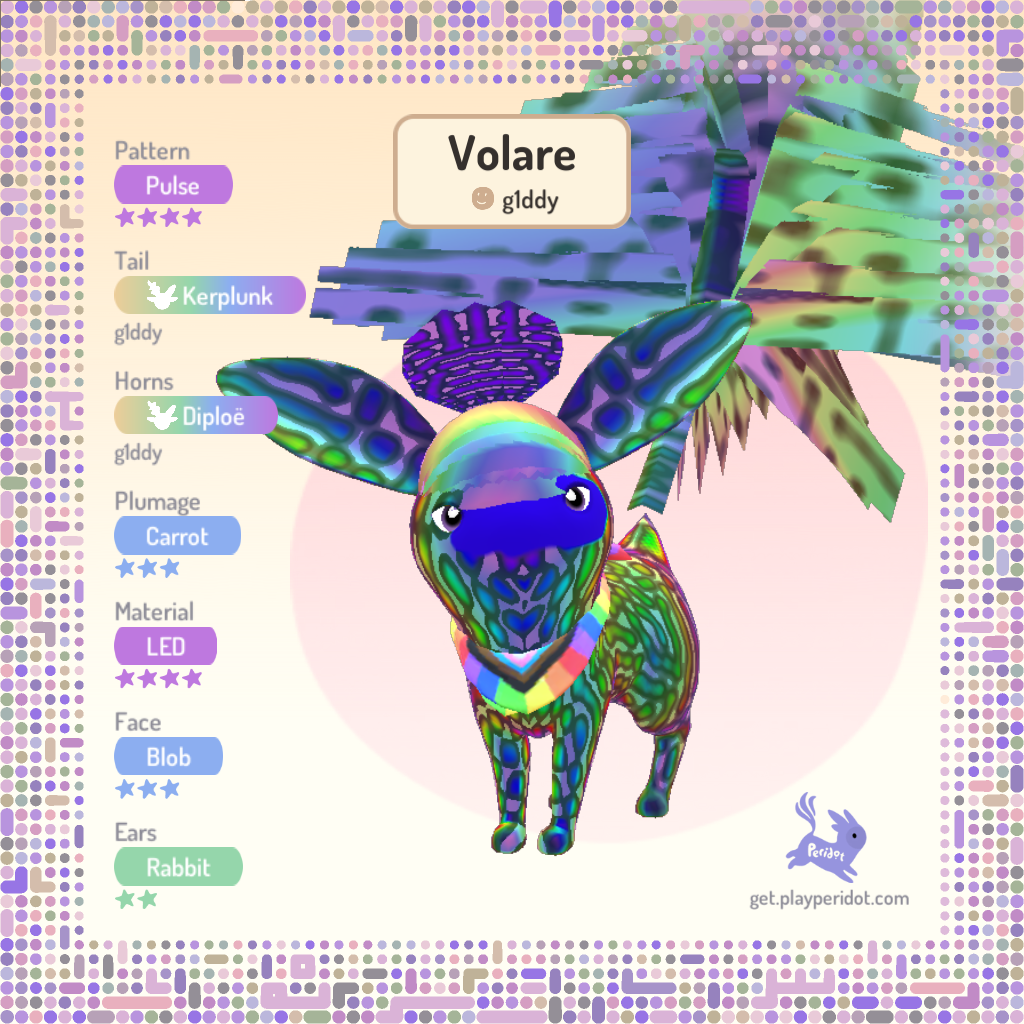 Volare
g1ddy
Pattern
Pulse
Tail
Kerplunk
g1ddy
Horns
Diploë
g1ddy
Plumage
Carrot
Material
LED
Face
Blob
Ears
Rabbit
Peridot
get.playperidot.com